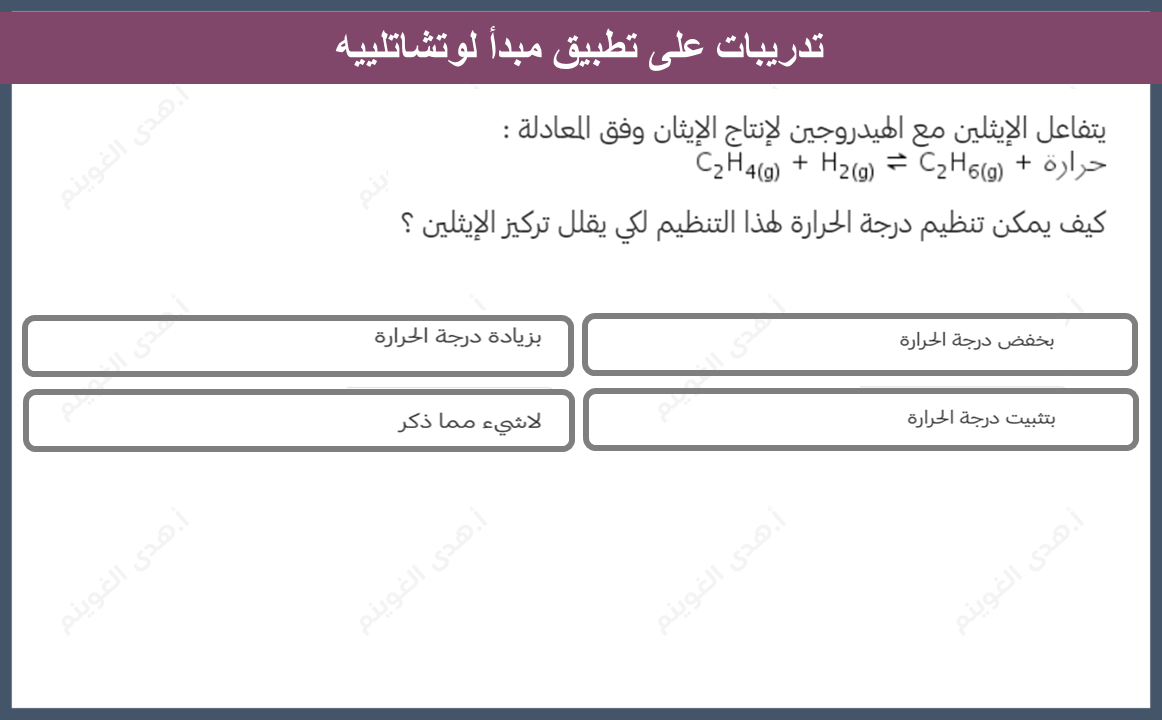 تدريبات على تطبيق مبدأ لوتشاتلييه
يتفاعل الإيثلين مع الهيدروجين لإنتاج الإيثان وفق المعادلة :
C₂H₄(g) + H₂(g) ⇌ C₂H₆(g) + حرارة
كيف يمكن تنظيم درجة الحرارة لهذا التنظيم لكي يقلل تركيز الإيثلين ؟
بخفض درجة الحرارة
بزيادة درجة الحرارة
بتثبيت درجة الحرارة
لاشيء مما ذكر
أ.هدى الغوينم